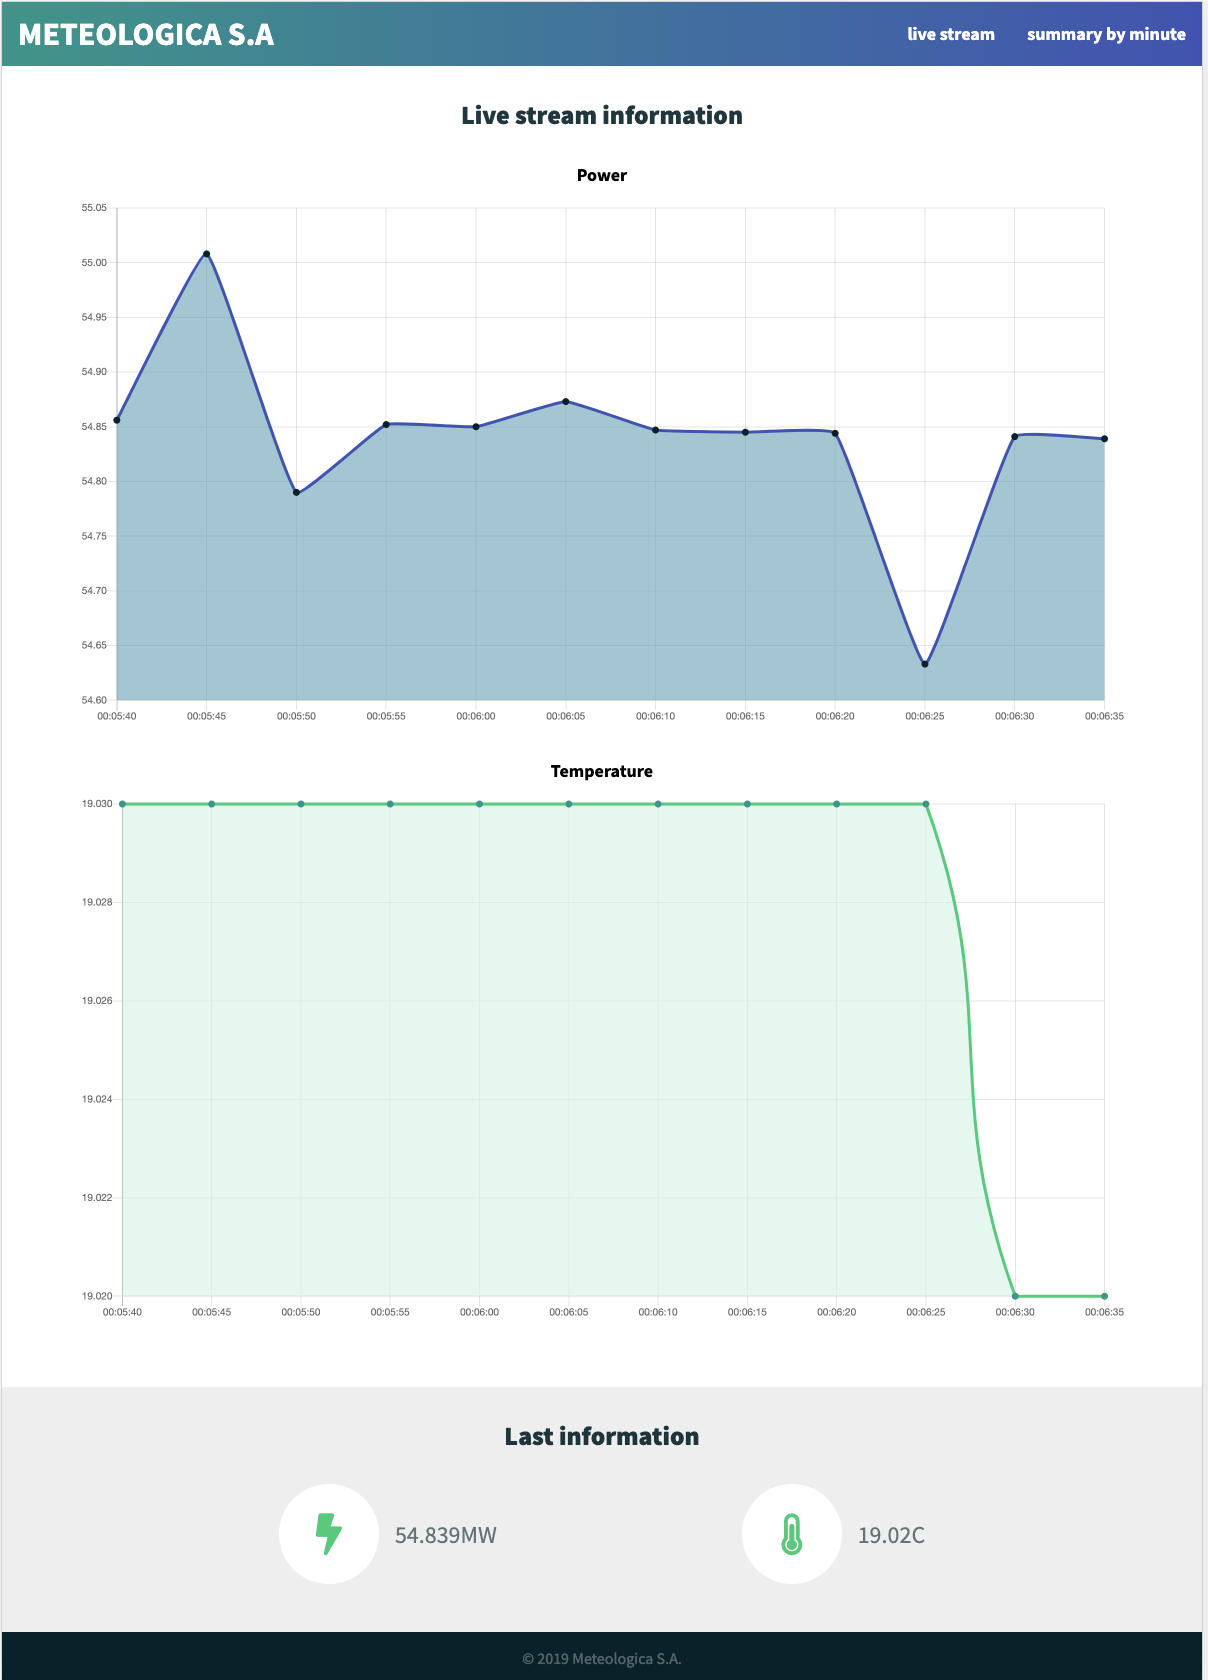 METEOLOGICA S.A
live stream summary by minute
Live stream information
Power
55.05
55.00
54.95
54.90
54.85
54.80
54.75
54.70
54.65
54.60
00:05:40 00:05:45 00:05:50 00:05:55 00:06:00 00:06:05 00:06:10 00:06:15 00:06:20 00:06:25 00:06:30 00:06:35
Temperature
19.030
19.028
19.026
19.024
19.022
19.020
00:05:40 00:05:45 00:05:50 00:05:55 00:06:00 00:06:05 00:06:10 00:06:15 00:06:20 00:06:25 00:06:30 00:06:35
Last information
54.839MW 19.02C
© 2019 Meteologica S.A.